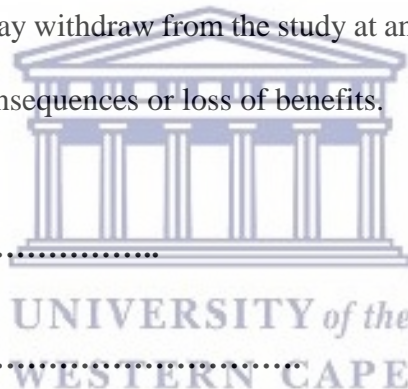 ay withdraw from the study at an
nsequences or loss of benefits.
………………..
UNIVERSITY of the
…………………………………..
WESTERN CAPE